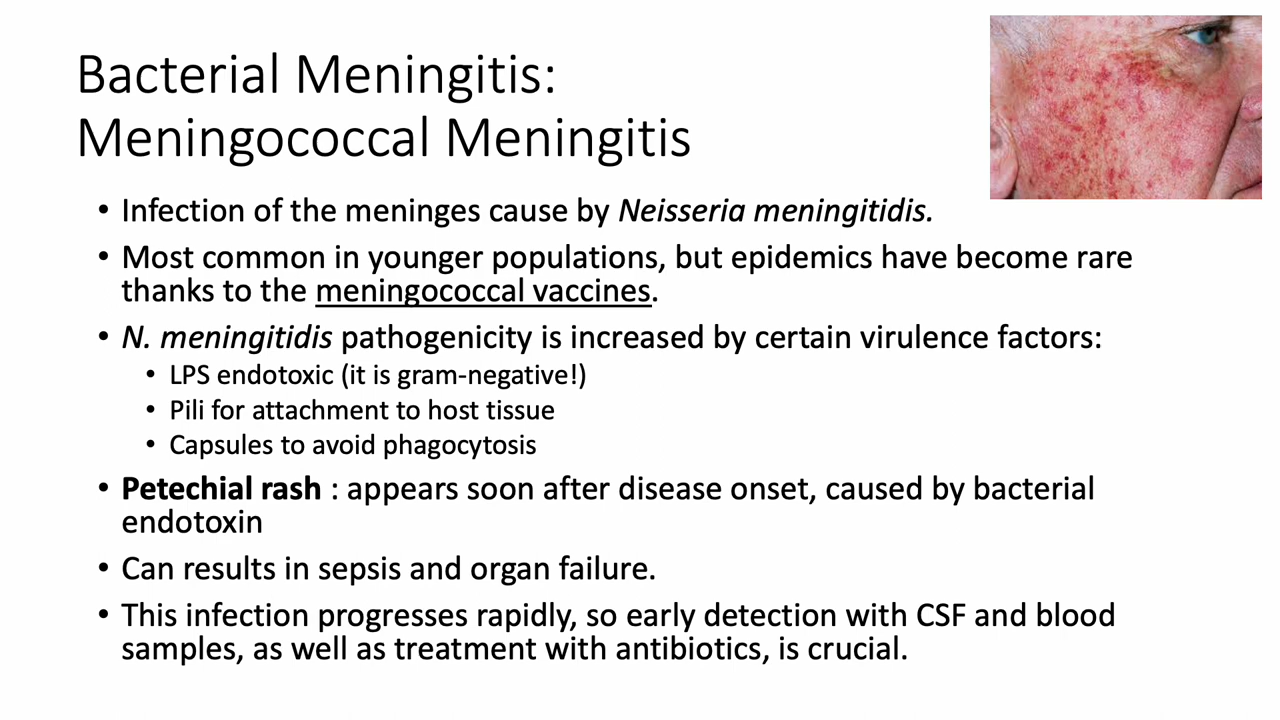 Bacterial Meningitis:
Meningococcal Meningitis
• Infection of the meninges cause by Neisseria meningitidis.
• Most common in younger populations, but epidemics have become rare
thanks to the meningococcal vaccines.
• N. meningitidis pathogenicity is increased by certain virulence factors:
• LPS endotoxic (it is gram-negative!)
• Pili for attachment to host tissue
• Capsules to avoid phagocytosis
• Petechial rash : appears soon after disease onset, caused by bacterial
endotoxin
• Can results in sepsis and organ failure.
• This infection progresses rapidly, so early detection with CSF and blood
samples, as well as treatment with antibiotics, is crucial.